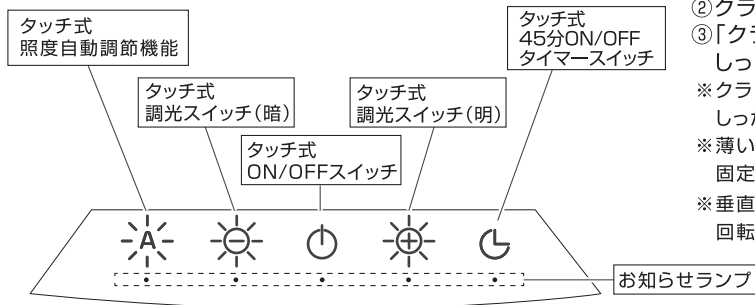 タッチ式
照度自動調節機能
タッチ式
調光スイッチ(暗)
タッチ式
ON/OFFスイッチ
タッチ式
調光スイッチ(明)
タッチ式
45分ON/OFF
タイマースイッチ
A
お知らせランプ
②クラ
③「クラ
しっ
※クラ
しった
※薄い
固定
※垂直
回転